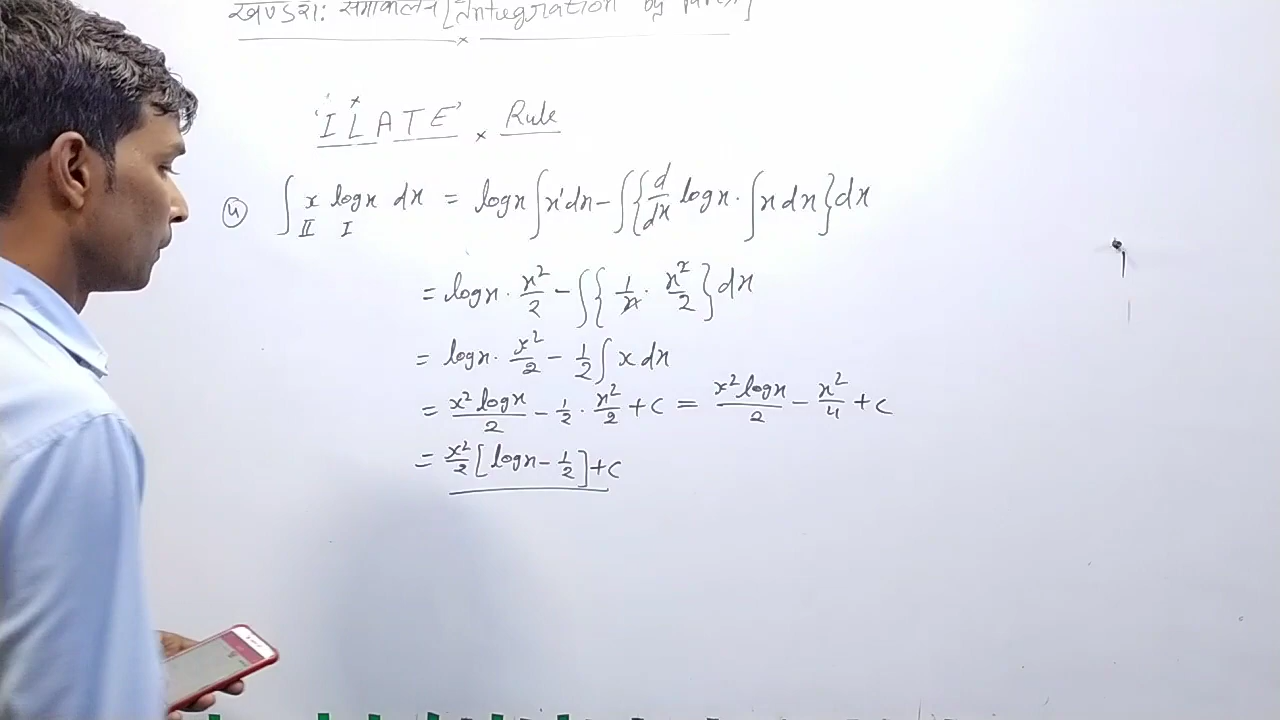 खण्डशः समाकलन [Integration by
'ILATE' Rule
(4) ∫ x log x dx = log x ∫ x¹ dx - ∫ { d/dx log x · ∫ x dx } dx
II I
= log x · x²/2 - ∫ { 1/x · x²/2 } dx
= log x · x²/2 - 1/2 ∫ x dx
= x² log x / 2 - 1/2 · x²/2 + c = x² log x / 2 - x²/4 + c
= x²/2 [ log x - 1/2 ] + c